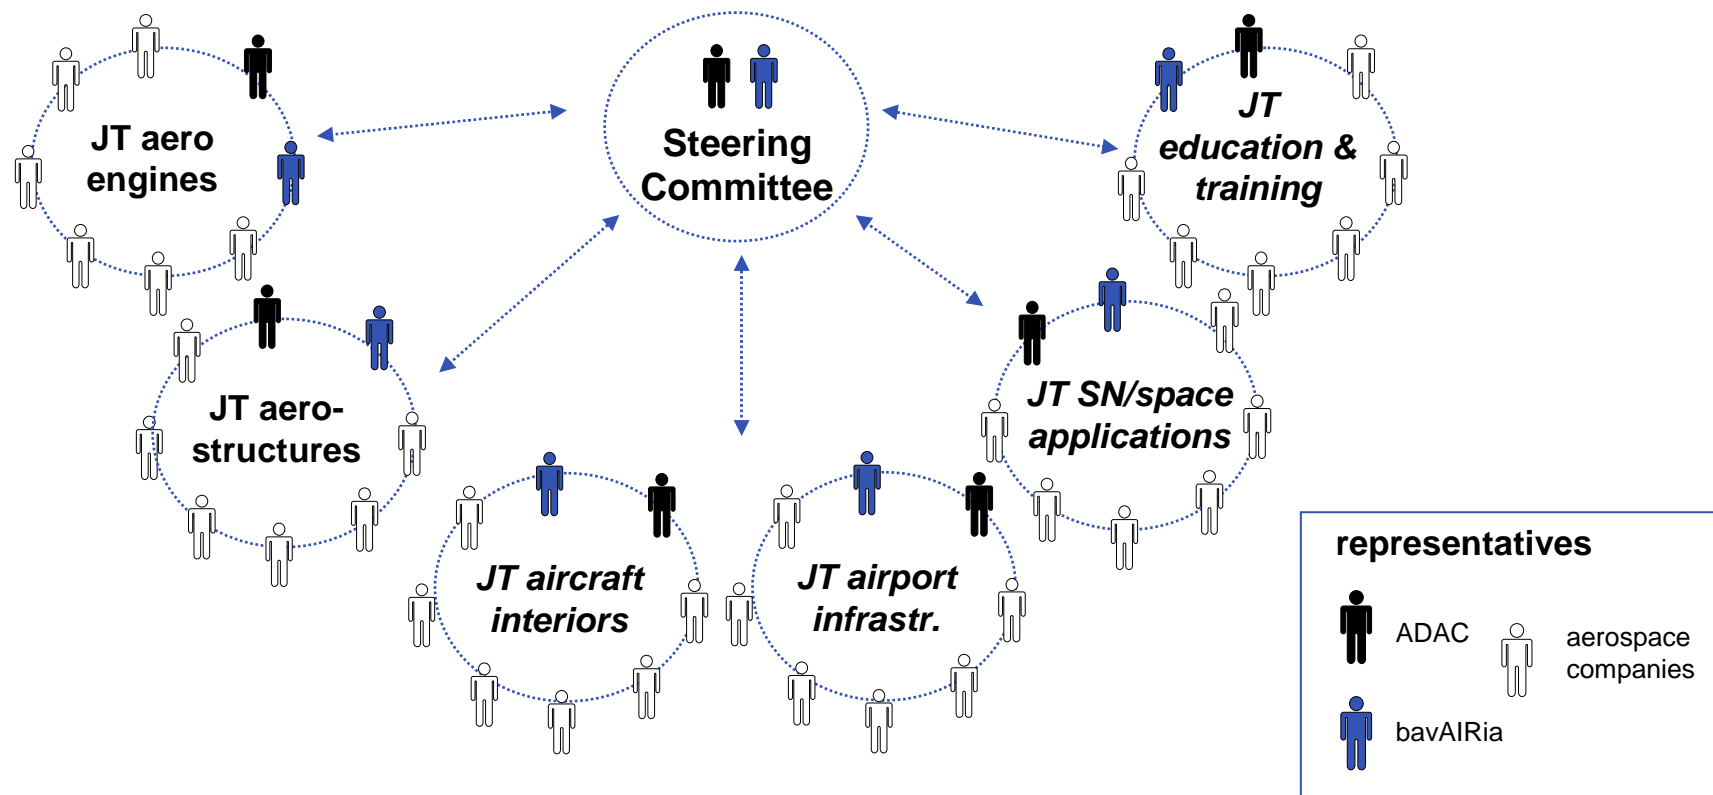 JT aero
engines
Steering
Committee
JT
education &
training
JT aero-
structures
JT SN/space
applications
JT aircraft
interiors
JT airport
infrastr.
representatives
ADAC
aerospace
companies
bavAIRia